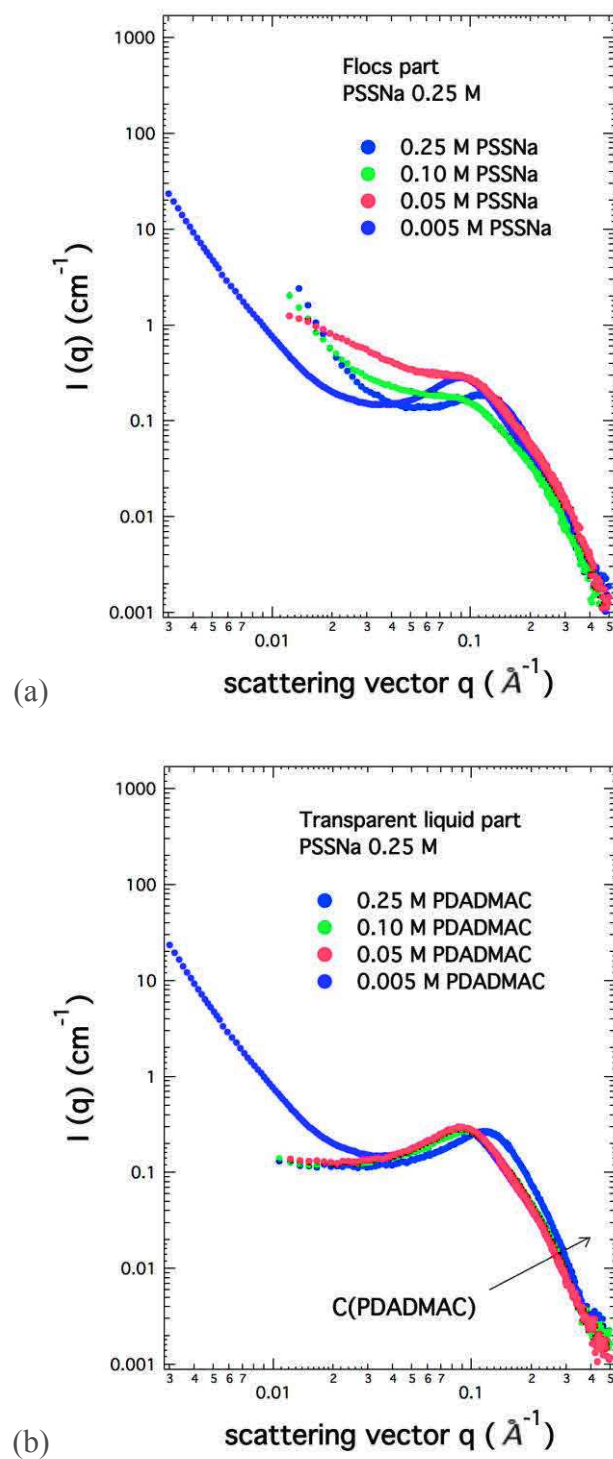 1000
100
10
1
0.1
0.01
0.001
I (q) (cm⁻¹)
Flocs part
PSSNa 0.25 M
0.25 M PSSNa
0.10 M PSSNa
0.05 M PSSNa
0.005 M PSSNa
3 4 5 6 7 0.01 2 3 4 5 6 7 0.1 2 3 4 5
scattering vector q ( Å⁻¹)
(a)
1000
100
10
1
0.1
0.01
0.001
I (q) (cm⁻¹)
Transparent liquid part
PSSNa 0.25 M
0.25 M PDADMAC
0.10 M PDADMAC
0.05 M PDADMAC
0.005 M PDADMAC
C(PDADMAC)
3 4 5 6 7 0.01 2 3 4 5 6 7 0.1 2 3 4 5
scattering vector q ( Å⁻¹)
(b)